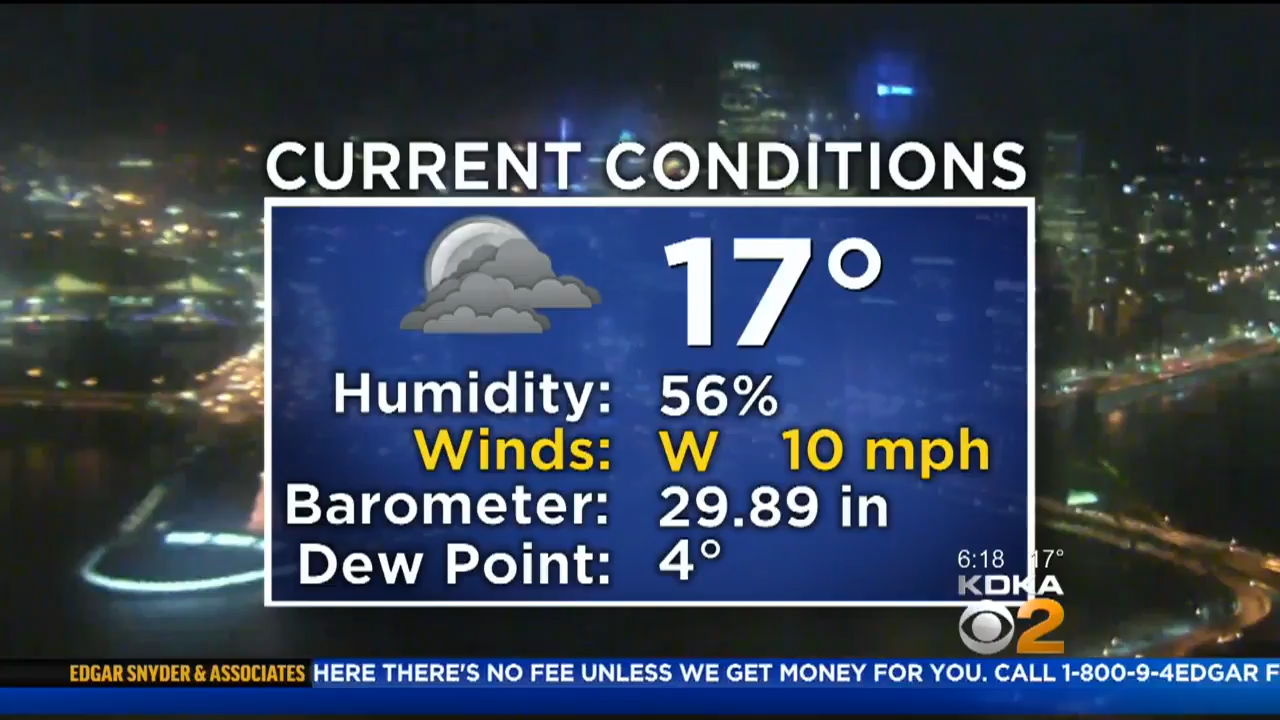 CURRENT CONDITIONS
17°
Humidity: 56%
Winds: W 10 mph
Barometer: 29.89 in
Dew Point: 4°
6:18 17°
KDKA
2
EDGAR SNYDER & ASSOCIATES HERE THERE'S NO FEE UNLESS WE GET MONEY FOR YOU. CALL 1-800-9-4EDGAR F